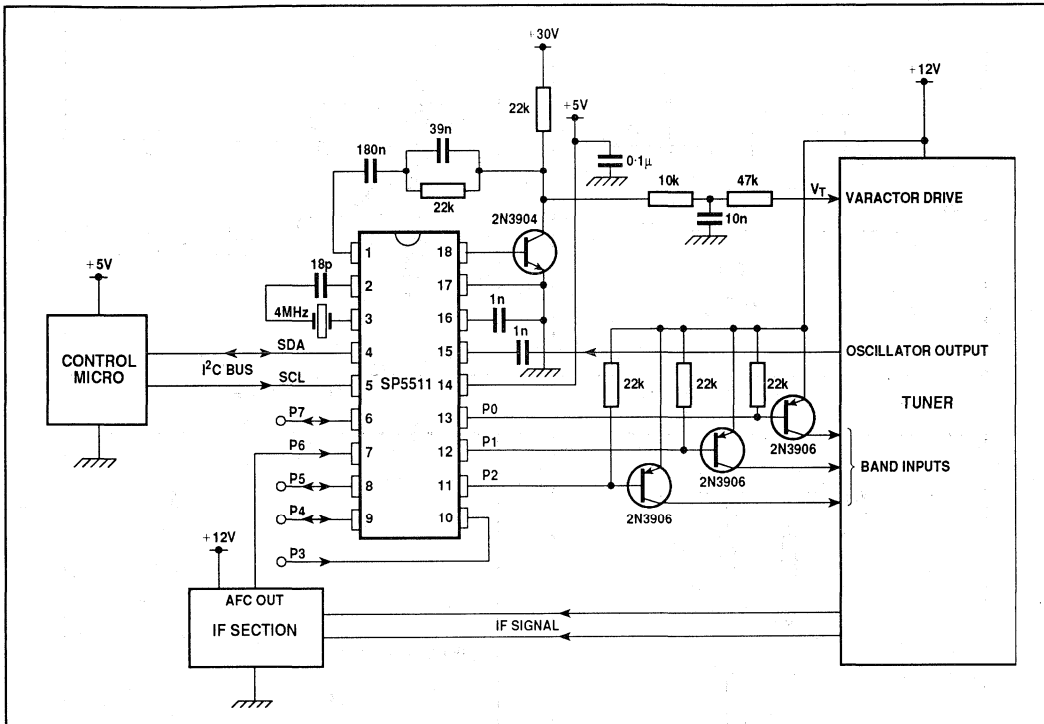 +30V
+12V
22k
+5V
39n
180n
0·1µ
22k
10k
47k
VT
VARACTOR DRIVE
10n
2N3904
1
18
18p
2
17
+5V
4MHz
3
16
1n
1n
CONTROL
MICRO
SDA
4
15
OSCILLATOR OUTPUT
I²C BUS
SCL
5
SP5511
14
22k
22k
22k
TUNER
P7
6
13
P0
2N3906
P6
7
12
P1
2N3906
BAND INPUTS
P5
8
11
P2
2N3906
P4
9
10
+12V
P3
AFC OUT
IF SECTION
IF SIGNAL